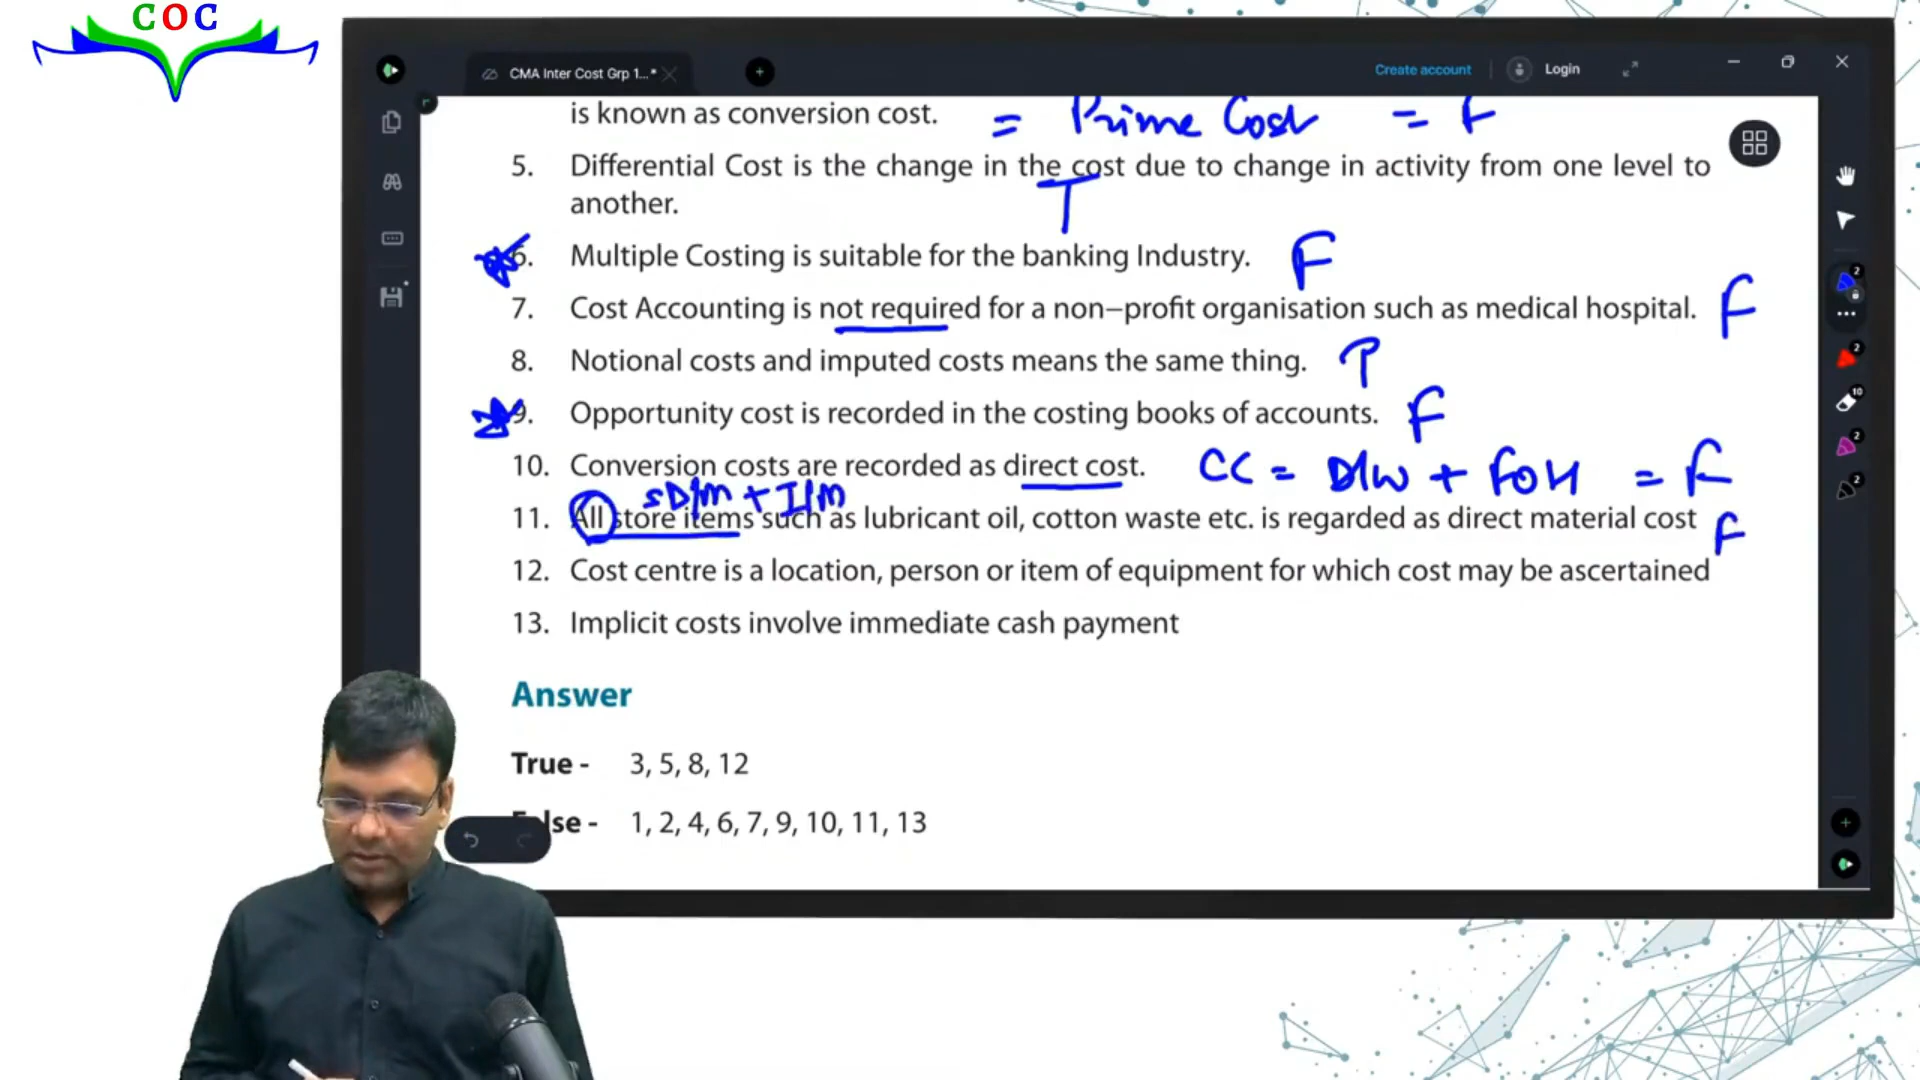 COC
CMA Inter Cost Grp 1...*
Create account
Login
is known as conversion cost. = Prime Cost = F
5. Differential Cost is the change in the cost due to change in activity from one level to
another. T
6. Multiple Costing is suitable for the banking Industry. F
7. Cost Accounting is not required for a non–profit organisation such as medical hospital. F
8. Notional costs and imputed costs means the same thing. T
9. Opportunity cost is recorded in the costing books of accounts. F
10. Conversion costs are recorded as direct cost. CC = DLW + FOH = F
11. All store items such as lubricant oil, cotton waste etc. is regarded as direct material cost F
12. Cost centre is a location, person or item of equipment for which cost may be ascertained
13. Implicit costs involve immediate cash payment
Answer
True - 3, 5, 8, 12
lse - 1, 2, 4, 6, 7, 9, 10, 11, 13